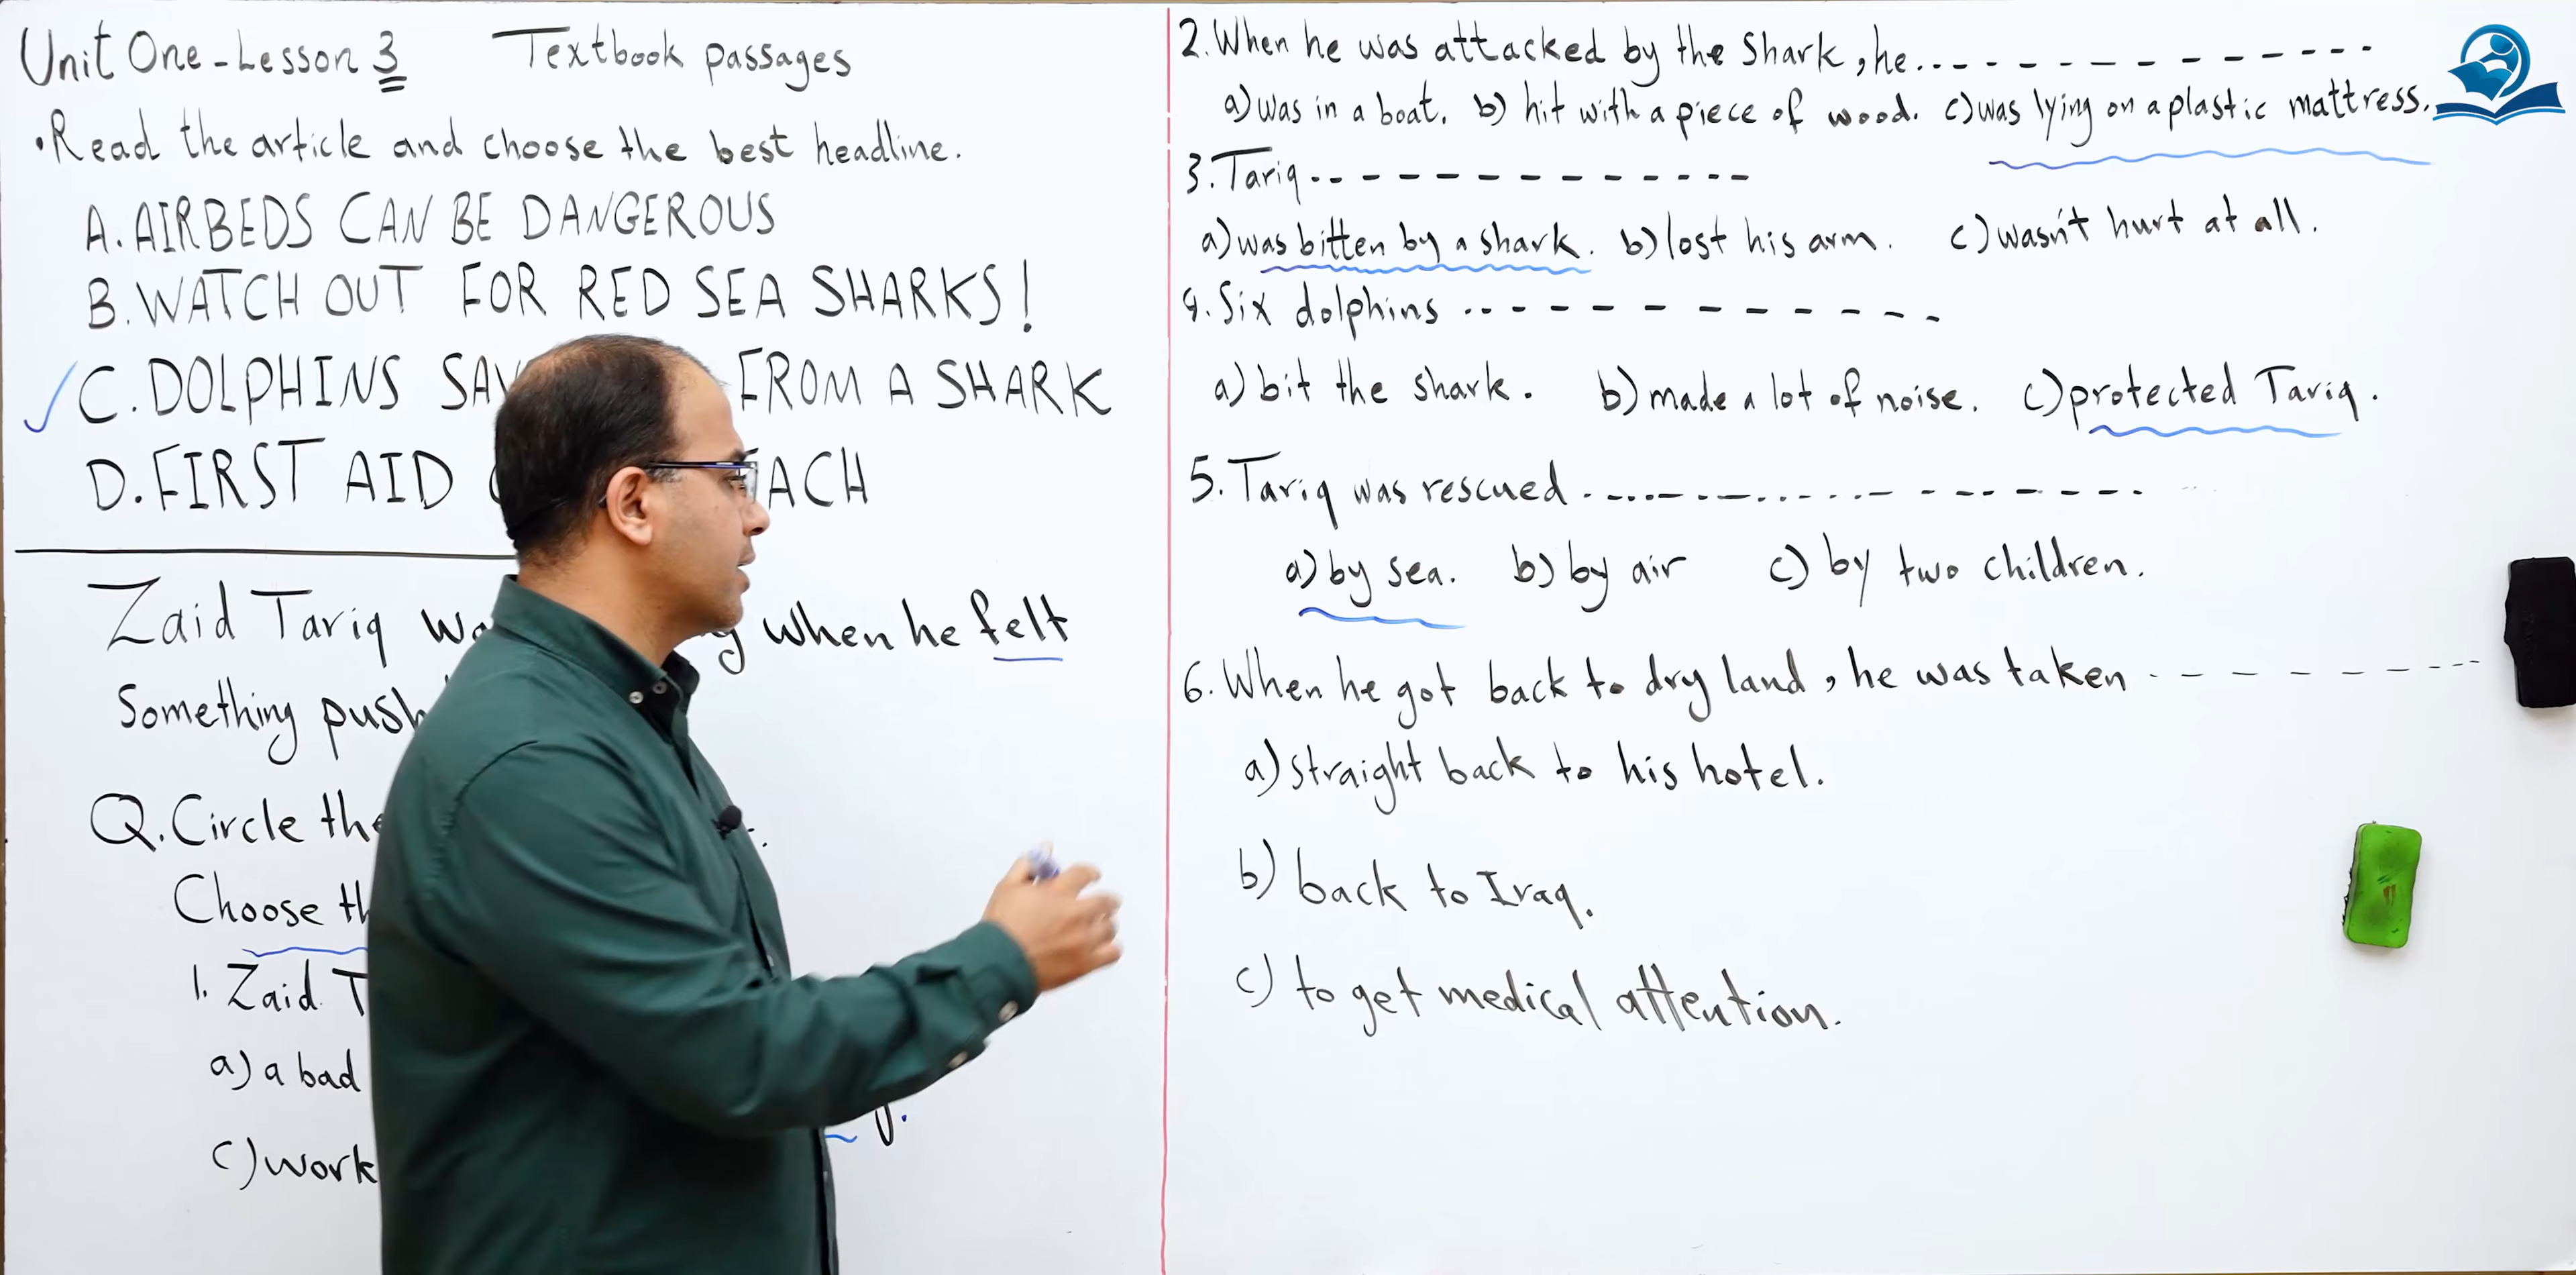 Unit One - Lesson 3 Textbook passages
• Read the article and choose the best headline.
A. AIRBEDS CAN BE DANGEROUS
B. WATCH OUT FOR RED SEA SHARKS!
C. DOLPHINS FROM A SHARK
D. FIRST AID
Zaid Tariq when he felt
Something
Q. Circle
Choose
1. Zaid
a) a bad
c) work
2. When he was attacked by the Shark, he
a) was in a boat. b) hit with a piece of wood. c) was lying on a plastic mattress.
3. Tariq
a) was bitten by a shark. b) lost his arm. c) wasn't hurt at all.
4. Six dolphins
a) bit the shark. b) made a lot of noise. c) protected Tariq.
5. Tariq was rescued
a) by sea. b) by air c) by two children.
6. When he got back to dry land, he was taken
a) straight back to his hotel.
b) back to Iraq.
c) to get medical attention.